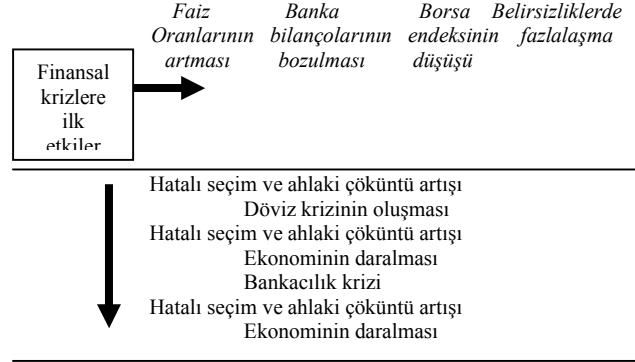 Faiz Banka Borsa Belirsizliklerde
Oranlarının bilançolarının endeksinin fazlalaşma
artması bozulması düşüşü
Finansal
krizlere
ilk
etkiler
Hatalı seçim ve ahlaki çöküntü artışı
Döviz krizinin oluşması
Hatalı seçim ve ahlaki çöküntü artışı
Ekonominin daralması
Bankacılık krizi
Hatalı seçim ve ahlaki çöküntü artışı
Ekonominin daralması